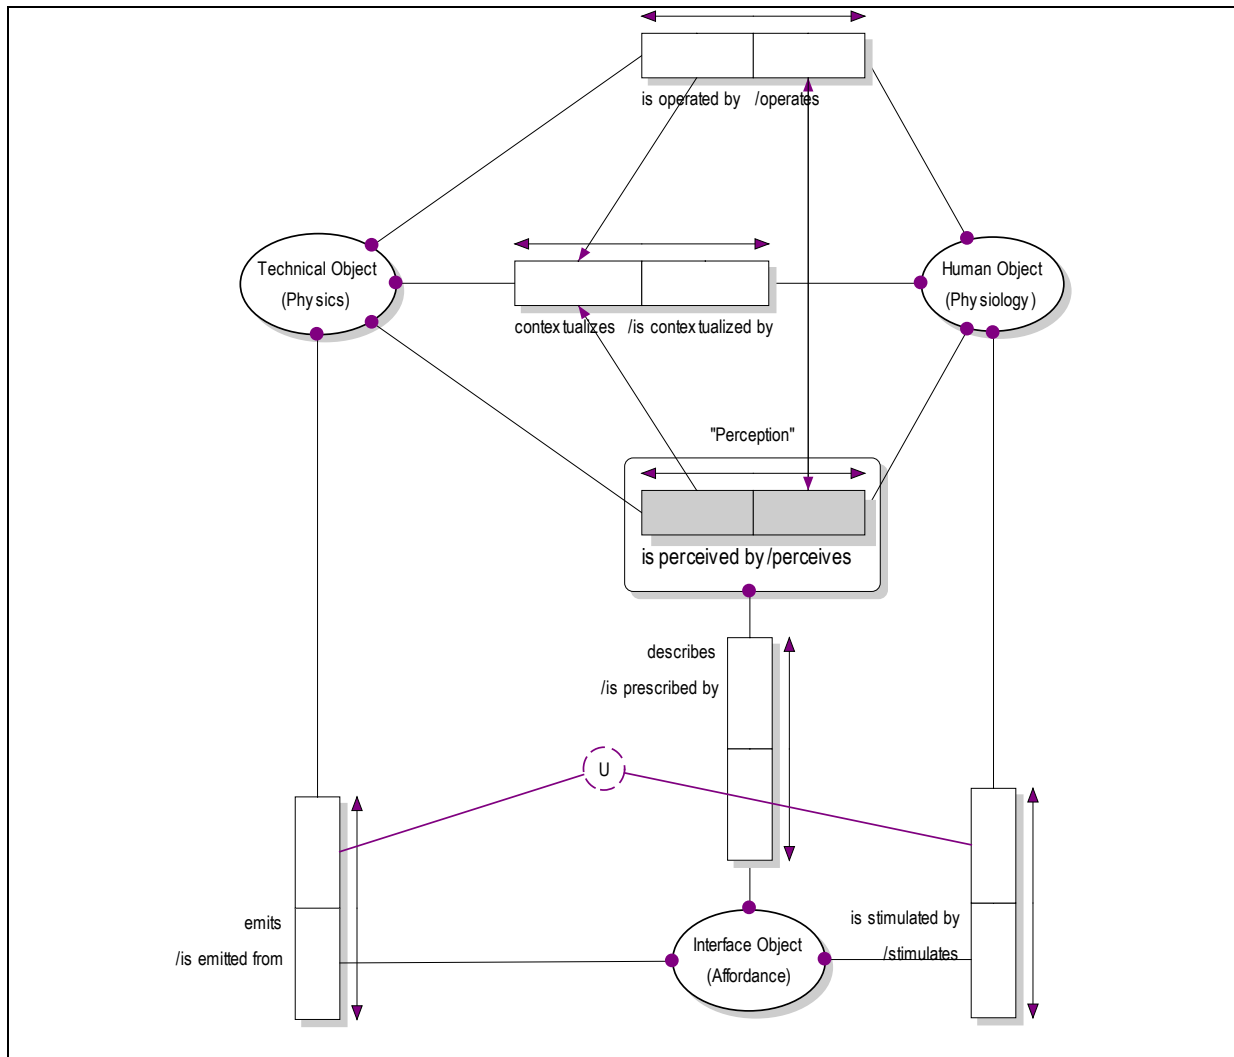 is operated by /operates
Technical Object
(Physics)
Human Object
(Physiology)
contextualizes /is contextualized by
"Perception"
is perceived by /perceives
describes
/is prescribed by
U
emits
/is emitted from
Interface Object
(Affordance)
is stimulated by
/stimulates